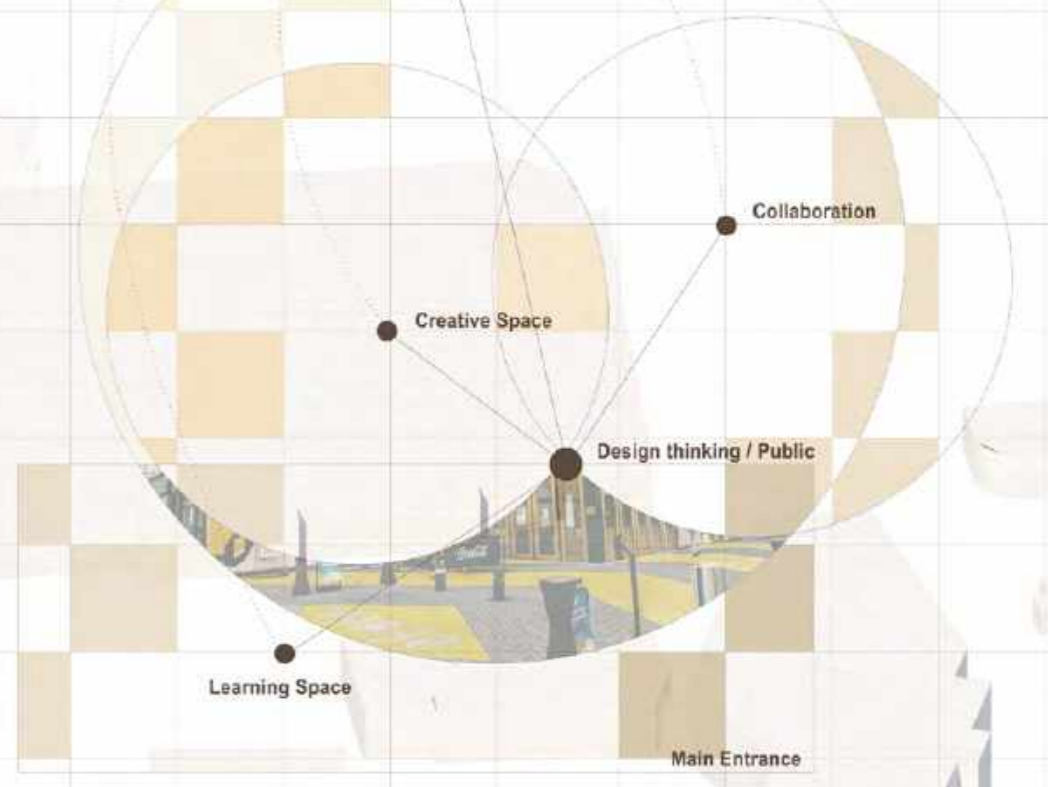 Collaboration
Creative Space
Design thinking / Public
Learning Space
Main Entrance